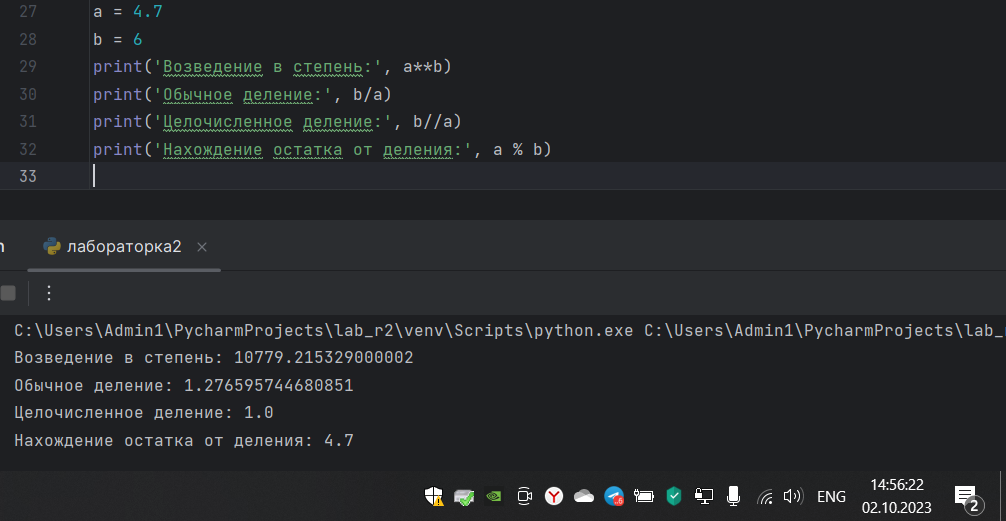 27 a = 4.7
28 b = 6
29 print('Возведение в степень:', a**b)
30 print('Обычное деление:', b/a)
31 print('Целочисленное деление:', b//a)
32 print('Нахождение остатка от деления:', a % b)
33
n лабораторка2 ×
C:\Users\Admin1\PycharmProjects\lab_r2\venv\Scripts\python.exe C:\Users\Admin1\PycharmProjects\lab_
Возведение в степень: 10779.215329000002
Обычное деление: 1.276595744680851
Целочисленное деление: 1.0
Нахождение остатка от деления: 4.7
ENG
14:56:22
02.10.2023
2